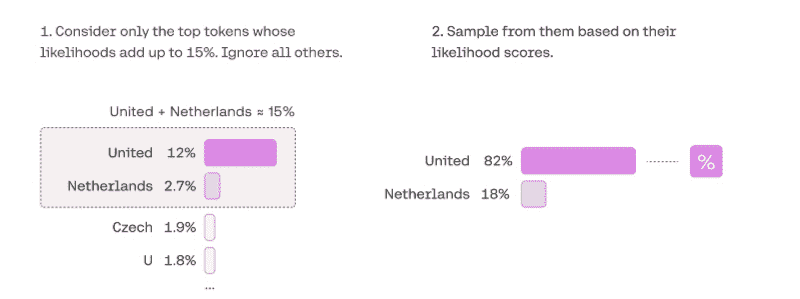 1. Consider only the top tokens whose
likelihoods add up to 15%. Ignore all others.
United + Netherlands ≈ 15%
United 12%
Netherlands 2.7%
Czech 1.9%
U 1.8%
...
2. Sample from them based on their
likelihood scores.
United 82%
%
Netherlands 18%